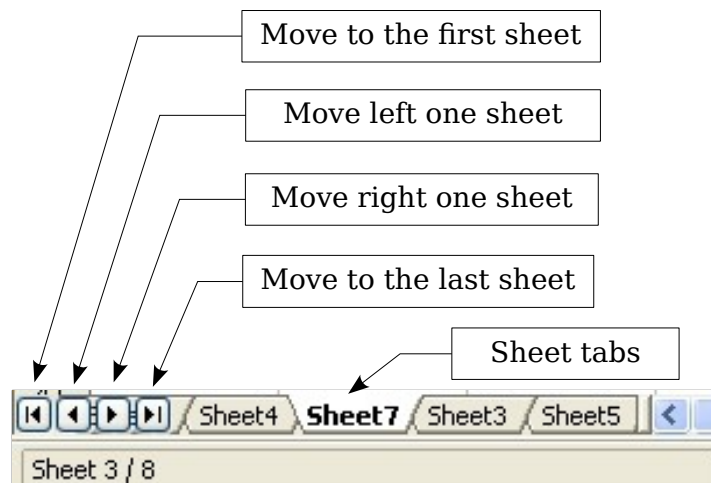 Move to the first sheet
Move left one sheet
Move right one sheet
Move to the last sheet
Sheet tabs
Sheet4 Sheet7 Sheet3 Sheet5
Sheet 3 / 8